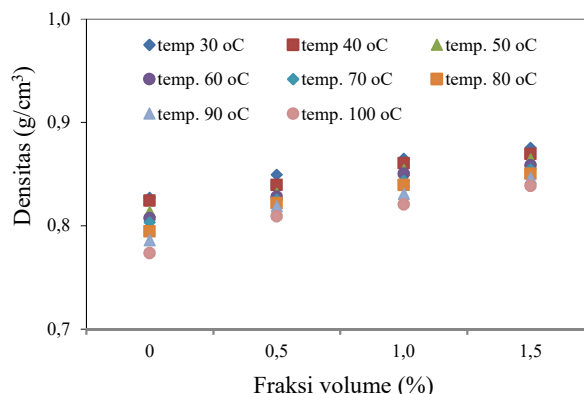 1,0
temp 30 oC temp 40 oC temp. 50 oC
temp. 60 oC temp. 70 oC temp. 80 oC
temp. 90 oC temp. 100 oC
0,9
Densitas (g/cm³)
0,8
0,7
0 0,5 1,0 1,5
Fraksi volume (%)